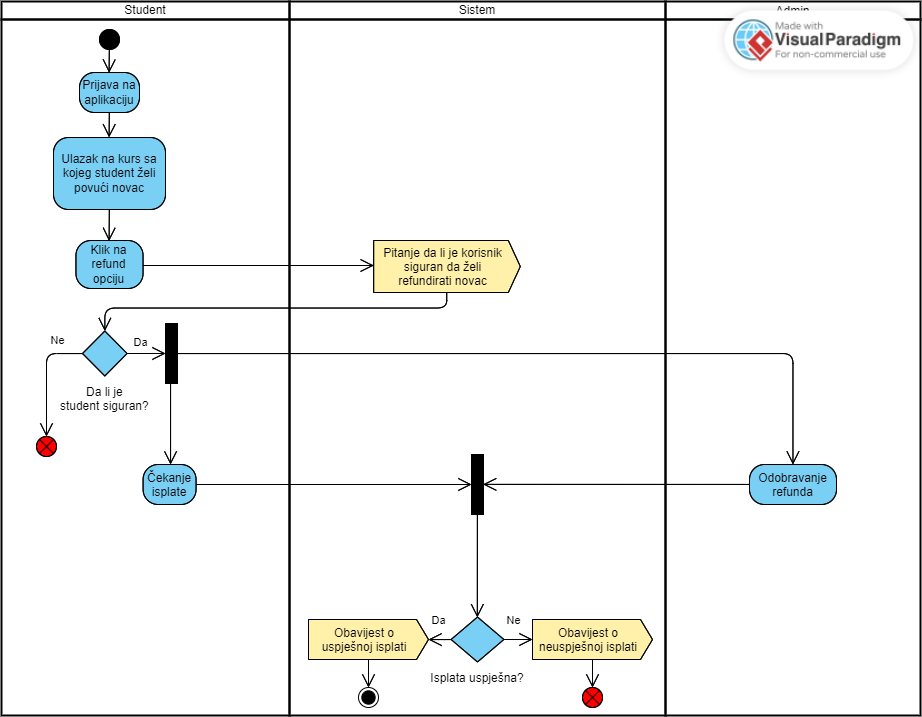 Student
Sistem
Admin
Made with
VisualParadigm
For non-commercial use
Prijava na
aplikaciju
Ulazak na kurs sa
kojeg student želi
povući novac
Klik na
refund
opciju
Pitanje da li je korisnik
siguran da želi
refundirati novac
Ne
Da
Da li je
student siguran?
Čekanje
isplate
Odobravanje
refunda
Obavijest o
uspješnoj isplati
Da
Ne
Obavijest o
neuspješnoj isplati
Isplata uspješna?